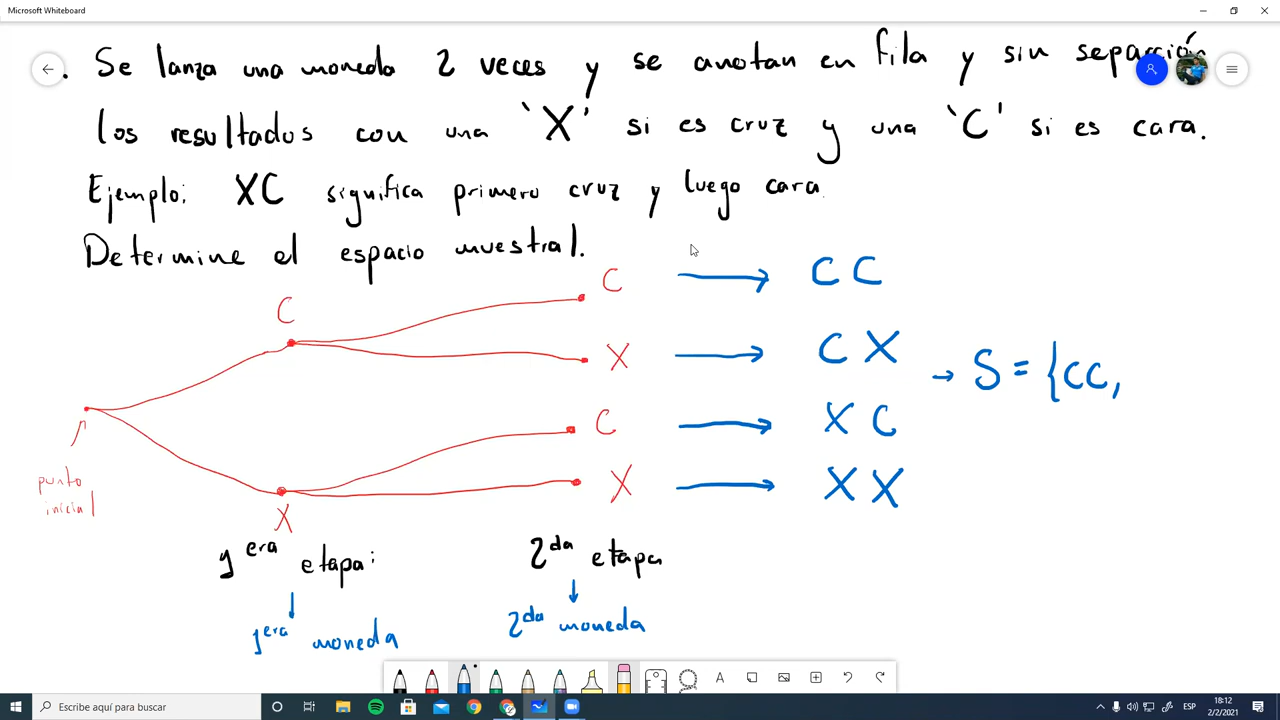 Microsoft Whiteboard
. Se lanza una moneda 2 veces y se anotan en fila y sin separación
los resultados con una 'X' si es cruz y una 'C' si es cara.
Ejemplo: XC significa primero cruz y luego cara.
Determine el espacio muestral.
C → CC
C
X → CX
→ S = {CC,
C → XC
punto
inicial
X → XX
X
1era etapa:
2da etapa
1era moneda
2da moneda
A
Escribe aquí para buscar
ESP
18:12
2/2/2021